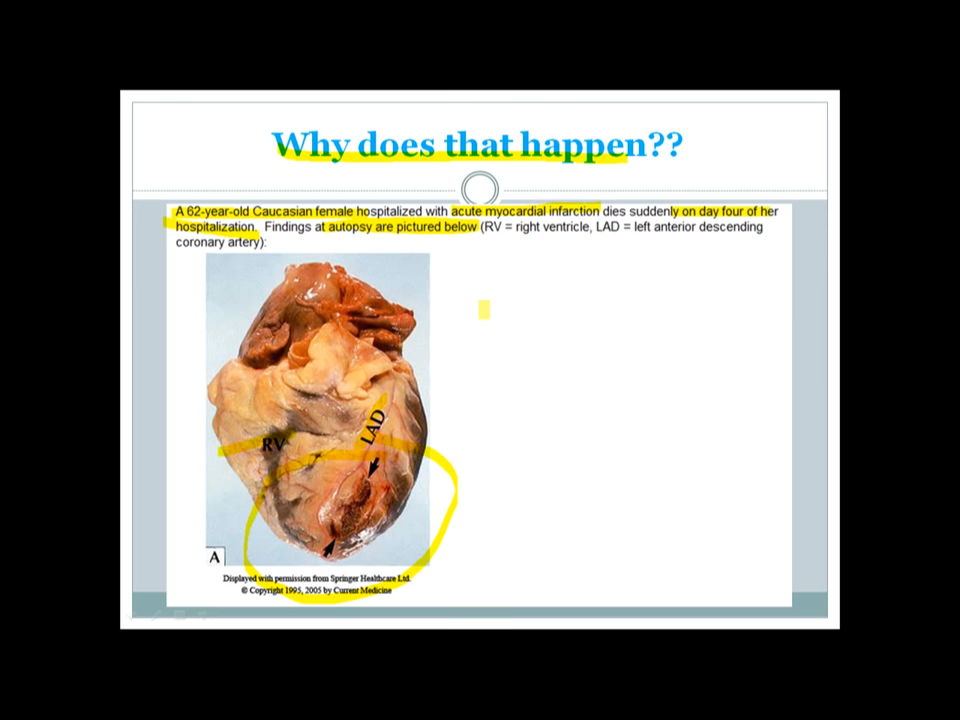 Why does that happen??
A 62-year-old Caucasian female hospitalized with acute myocardial infarction dies suddenly on day four of her
hospitalization. Findings at autopsy are pictured below (RV = right ventricle, LAD = left anterior descending
coronary artery):
LAD
RV
A
Displayed with permission from Springer Healthcare Ltd.
© Copyright 1995, 2005 by Current Medicine